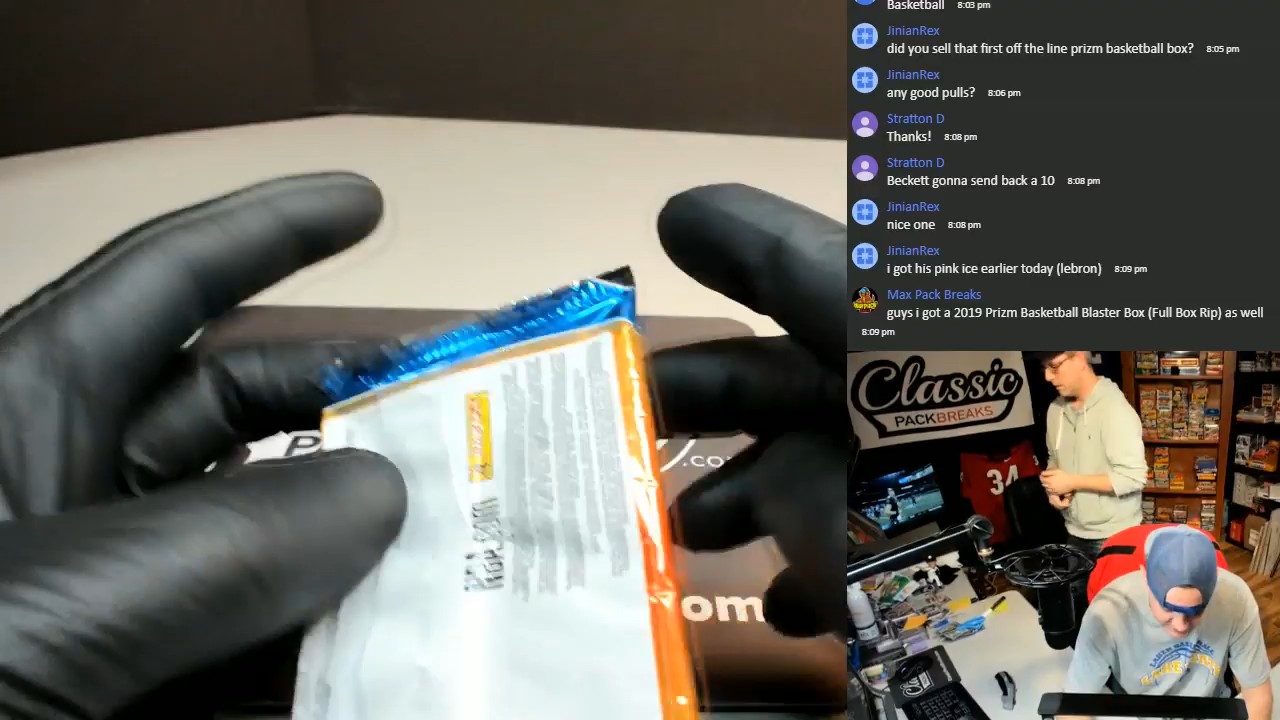 Basketball 8:03 pm
JinianRex
did you sell that first off the line prizm basketball box? 8:05 pm
JinianRex
any good pulls? 8:06 pm
Stratton D
Thanks! 8:08 pm
Stratton D
Beckett gonna send back a 10 8:08 pm
JinianRex
nice one 8:08 pm
JinianRex
i got his pink ice earlier today (lebron) 8:09 pm
Max Pack Breaks
guys i got a 2019 Prizm Basketball Blaster Box (Full Box Rip) as well
8:09 pm
Classic
PACKBREAKS
34
P
.co
om